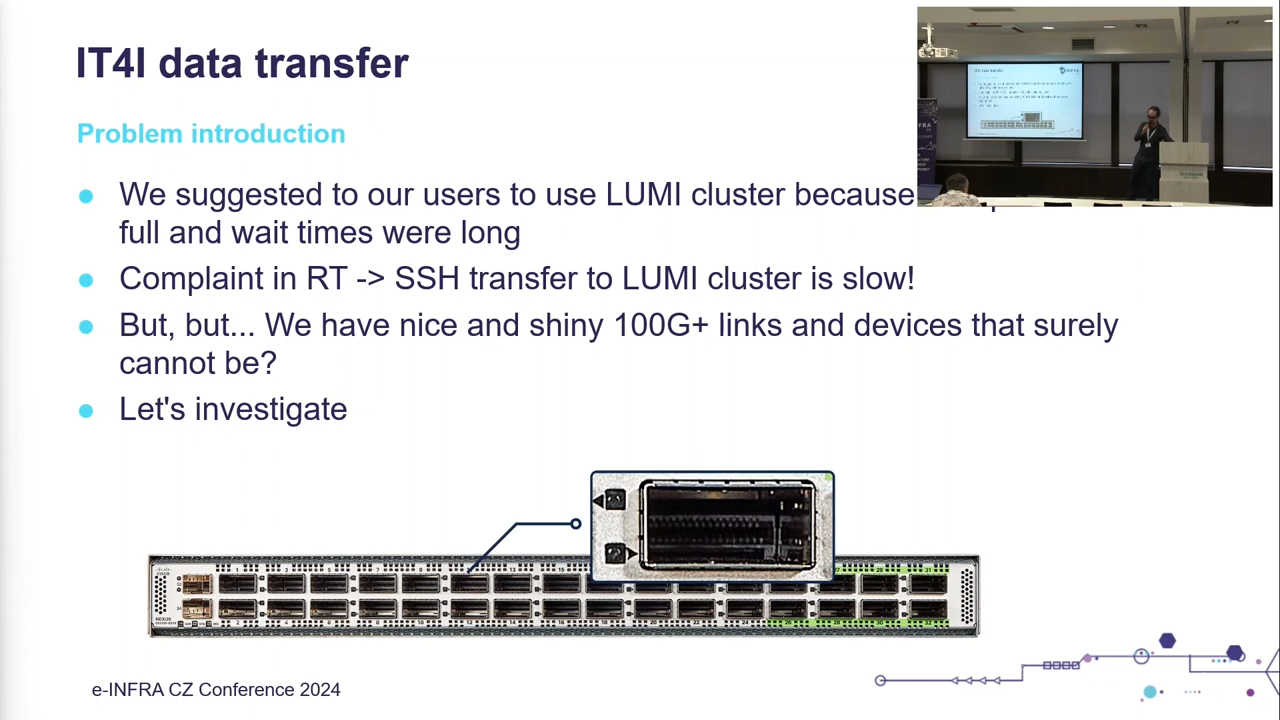 IT4I data transfer
Problem introduction
We suggested to our users to use LUMI cluster because
full and wait times were long
Complaint in RT -> SSH transfer to LUMI cluster is slow!
But, but... We have nice and shiny 100G+ links and devices that surely
cannot be?
Let's investigate
NEXUS
e-INFRA CZ Conference 2024